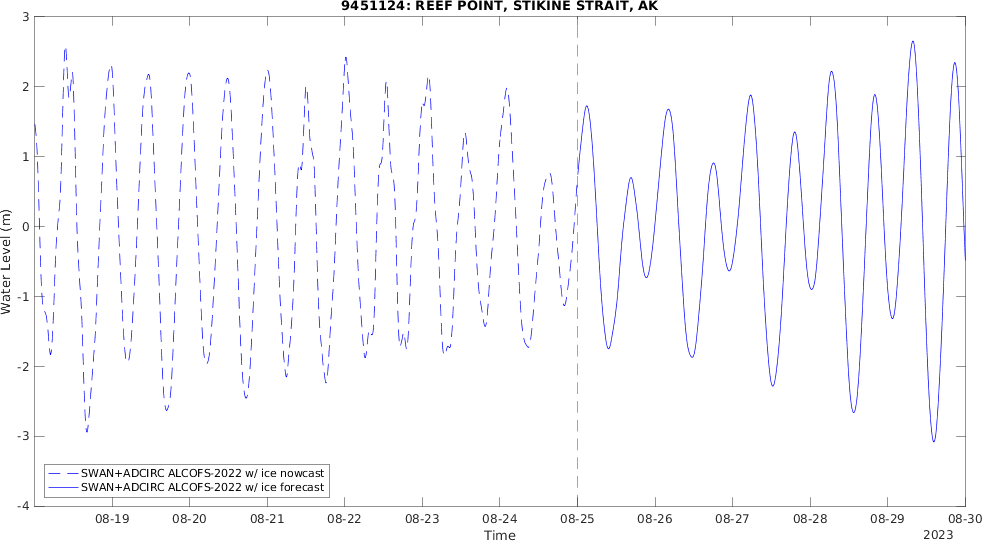 9451124: REEF POINT, STIKINE STRAIT, AK
3
2
1
0
-1
-2
-3
-4
Water Level (m)
SWAN+ADCIRC ALCOFS-2022 w/ ice nowcast
SWAN+ADCIRC ALCOFS-2022 w/ ice forecast
08-19 08-20 08-21 08-22 08-23 08-24 08-25 08-26 08-27 08-28 08-29 08-30
Time
2023